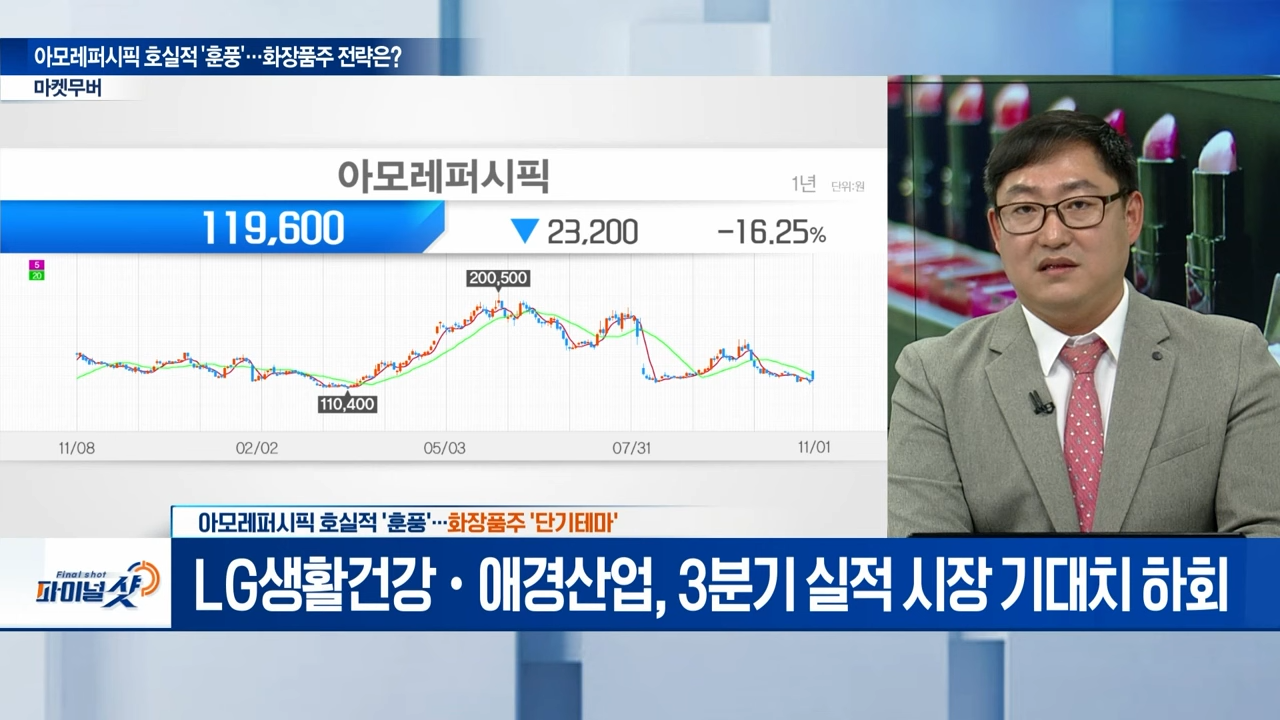 아모레퍼시픽 호실적 '훈풍'…화장품주 전략은?
마켓무버
아모레퍼시픽
1년 단위:원
119,600 ▼ 23,200 -16.25%
5
20
200,500
110,400
11/08 02/02 05/03 07/31 11/01
아모레퍼시픽 호실적 '훈풍'…화장품주 '단기테마'
Final shot
파이널샷
LG생활건강·애경산업, 3분기 실적 시장 기대치 하회